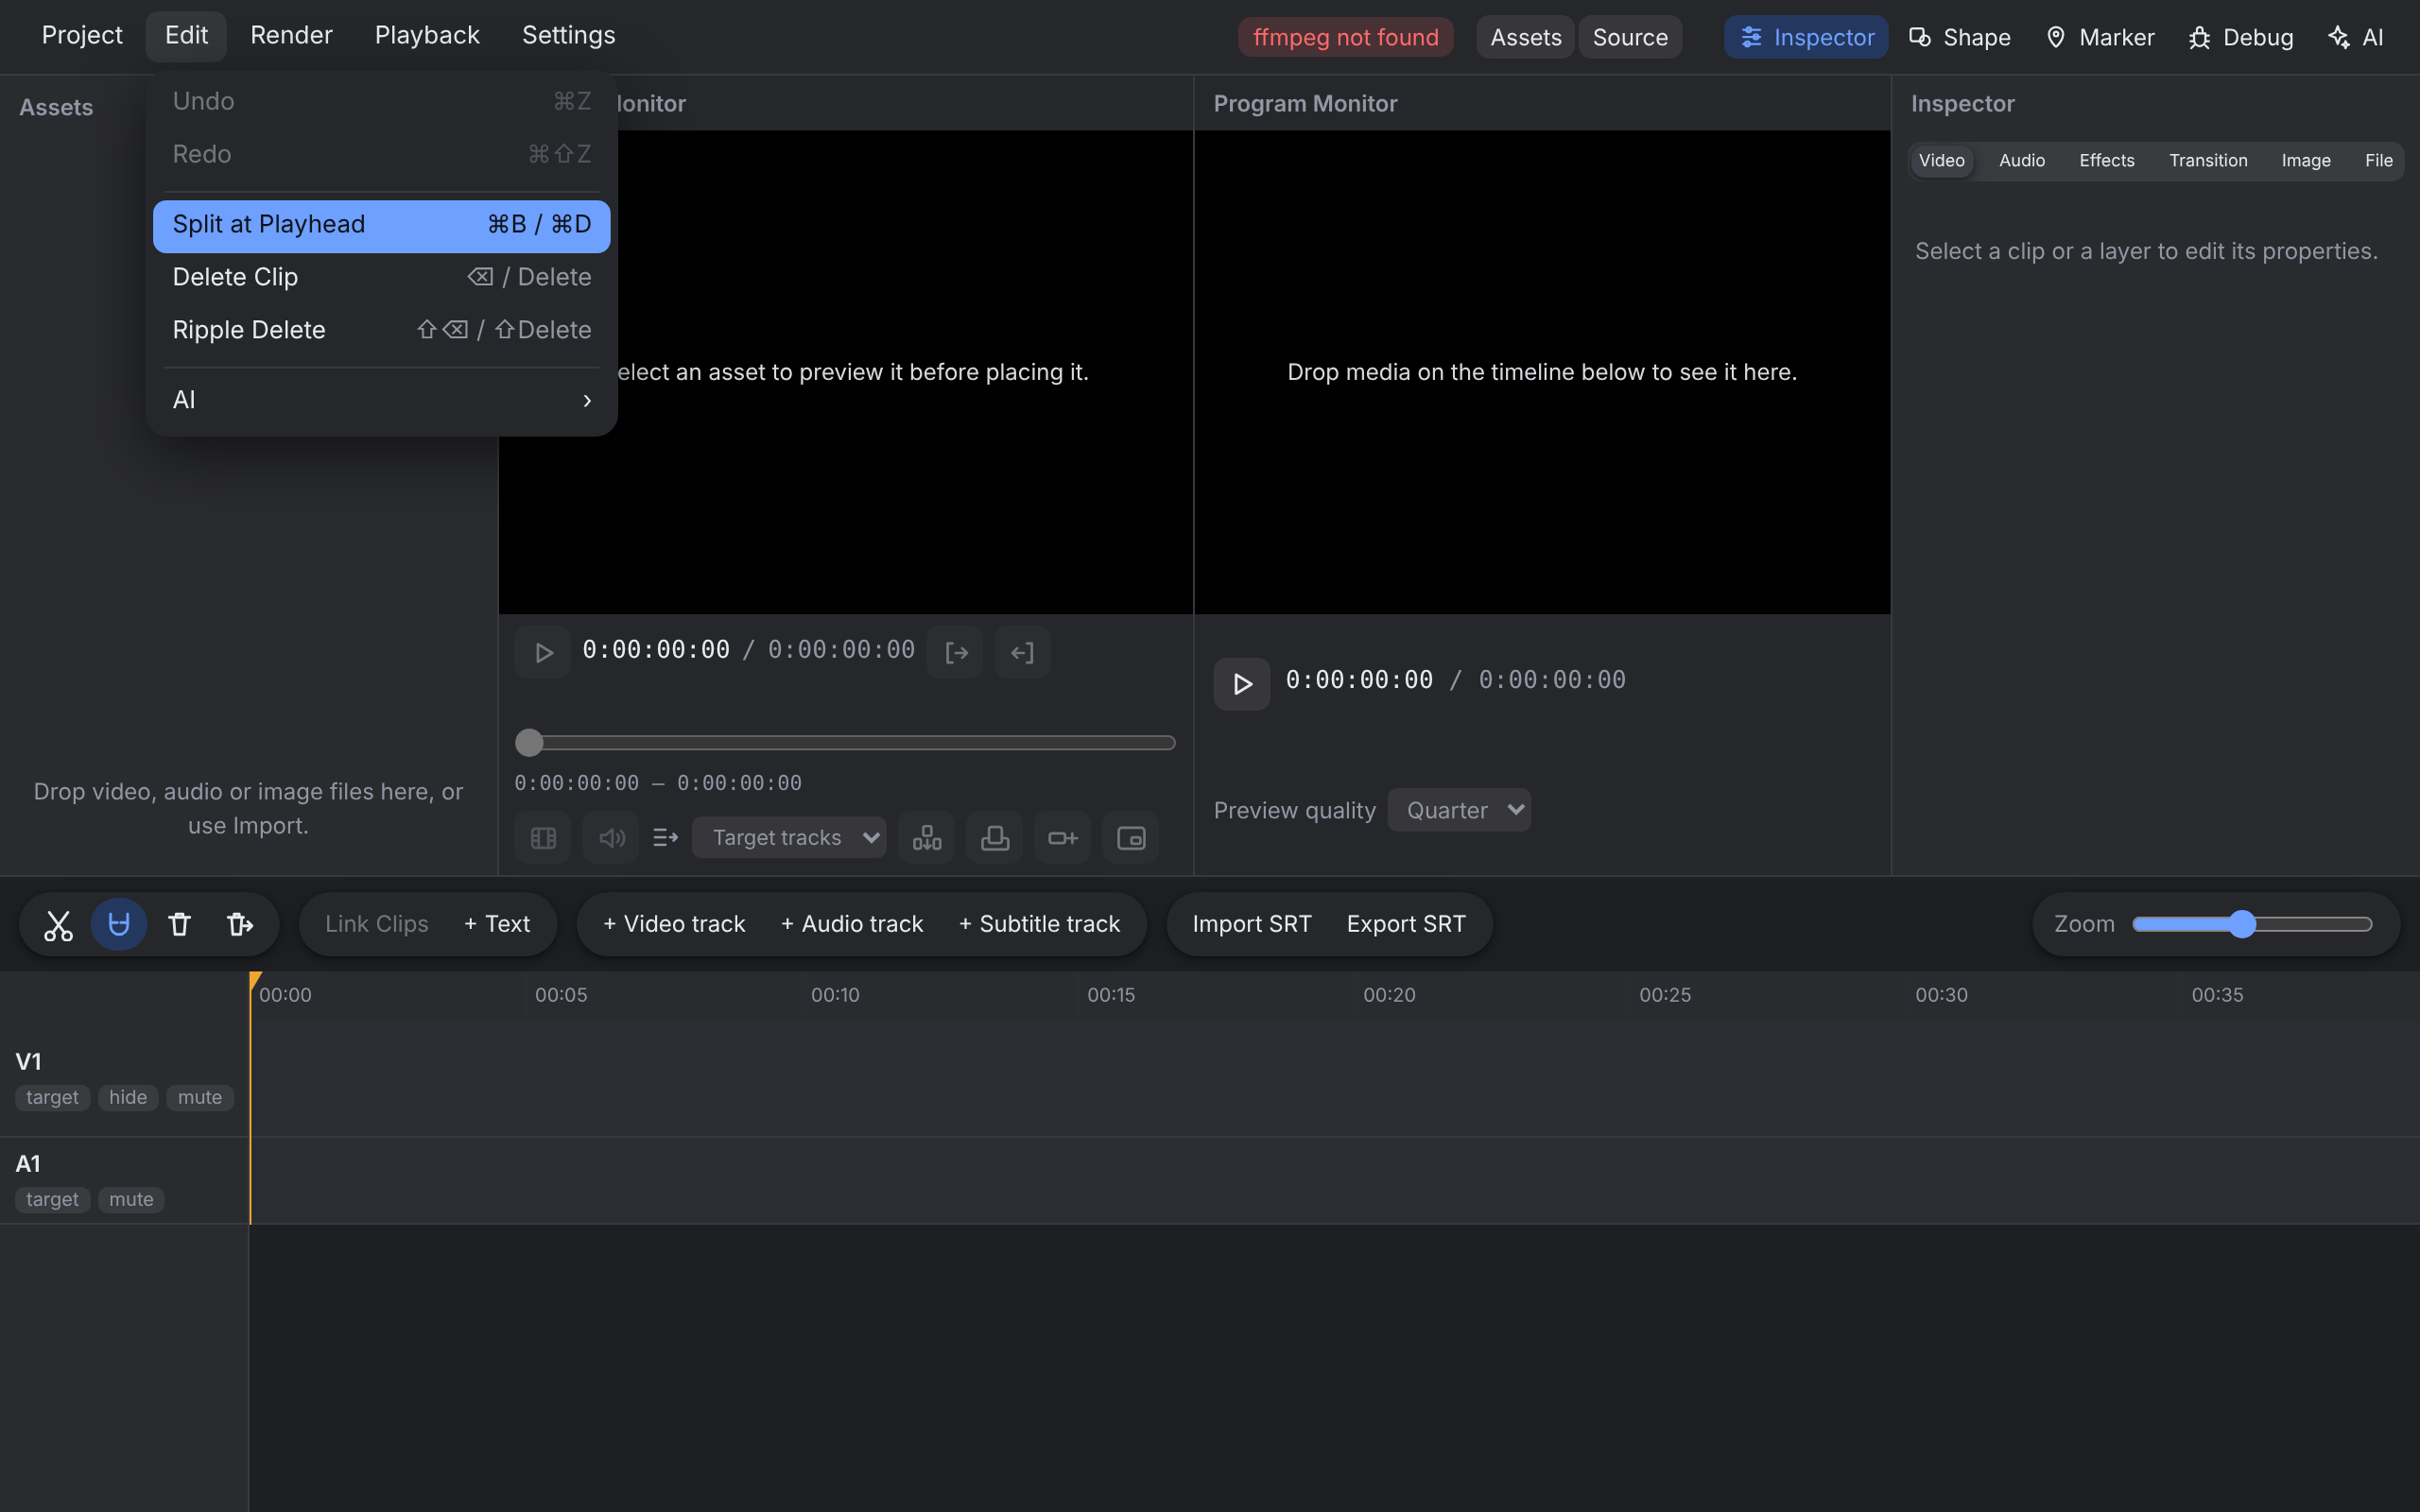 Project Edit Render Playback Settings ffmpeg not found Assets Source Inspector Shape Marker Debug AI
Assets
Undo ⌘Z
Redo ⌘⇧Z
Split at Playhead ⌘B / ⌘D
Delete Clip ⌫ / Delete
Ripple Delete ⇧⌫ / ⇧Delete
AI ›
onitor
elect an asset to preview it before placing it.
Program Monitor
Drop media on the timeline below to see it here.
Inspector
Video Audio Effects Transition Image File
Select a clip or a layer to edit its properties.
Drop video, audio or image files here, or
use Import.
0:00:00:00 / 0:00:00:00
0:00:00:00 — 0:00:00:00
Target tracks
0:00:00:00 / 0:00:00:00
Preview quality Quarter
Link Clips + Text + Video track + Audio track + Subtitle track Import SRT Export SRT Zoom
00:00 00:05 00:10 00:15 00:20 00:25 00:30 00:35
V1
target hide mute
A1
target mute